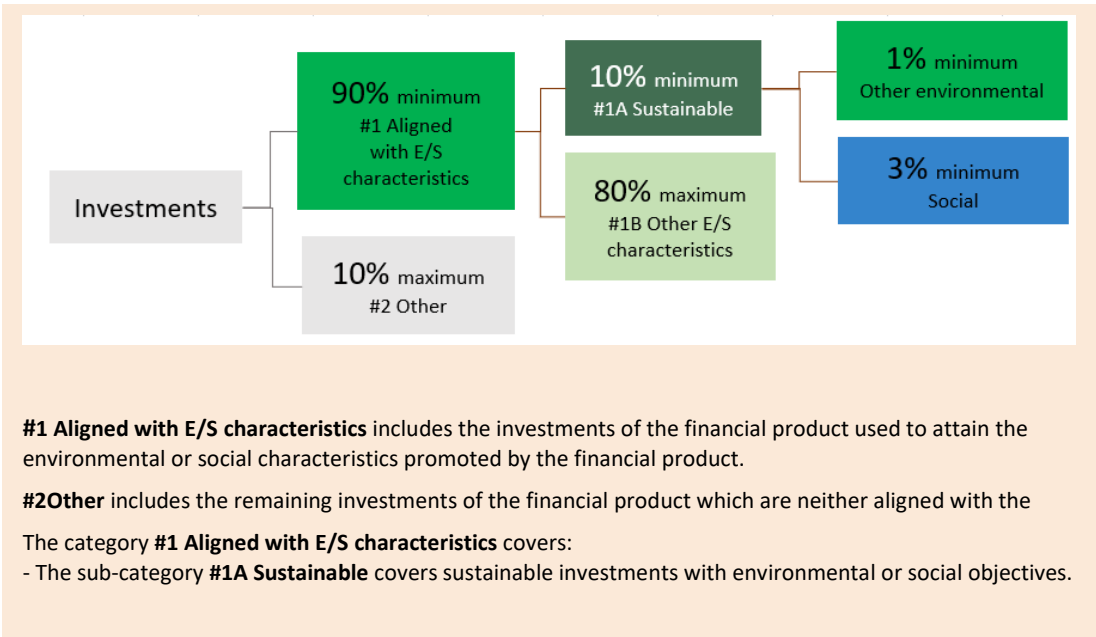 Investments
90% minimum
#1 Aligned
with E/S
characteristics
10% maximum
#2 Other
10% minimum
#1A Sustainable
80% maximum
#1B Other E/S
characteristics
1% minimum
Other environmental
3% minimum
Social
#1 Aligned with E/S characteristics includes the investments of the financial product used to attain the
environmental or social characteristics promoted by the financial product.
#2Other includes the remaining investments of the financial product which are neither aligned with the
The category #1 Aligned with E/S characteristics covers:
- The sub-category #1A Sustainable covers sustainable investments with environmental or social objectives.